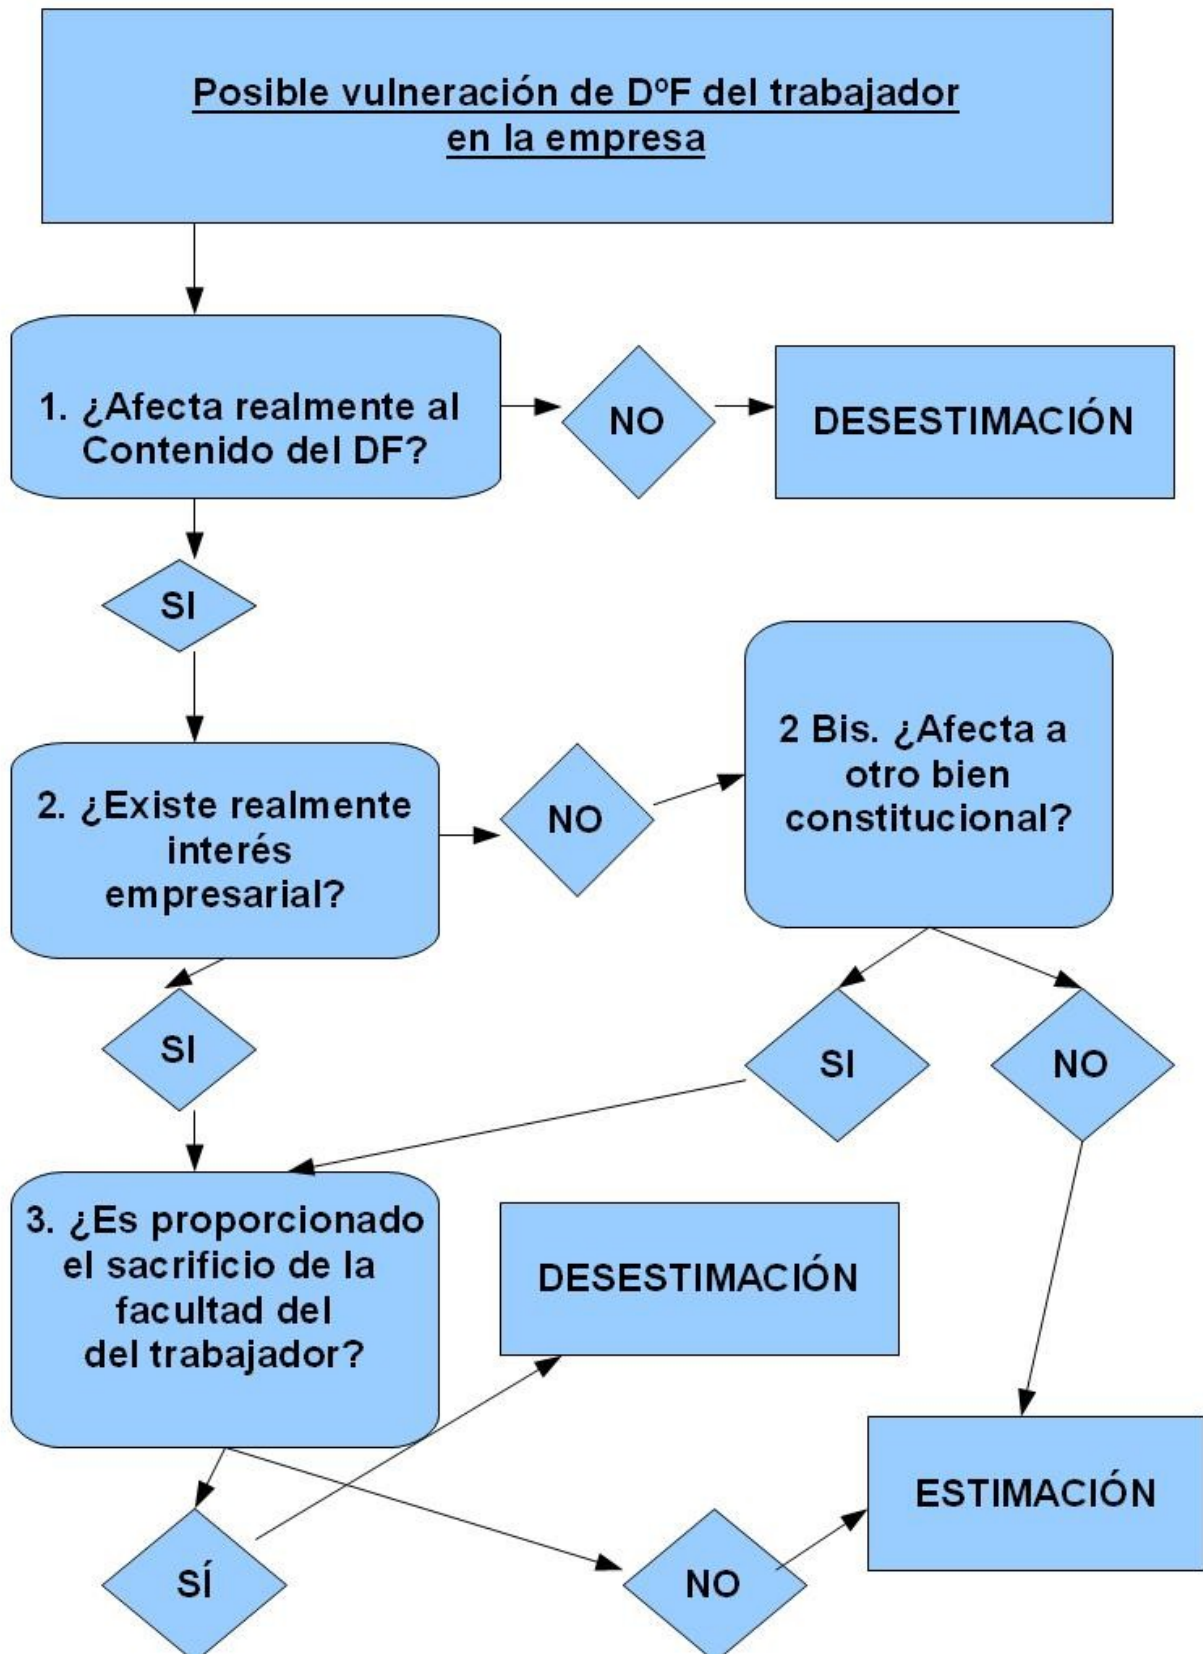 Posible vulneración de DºF del trabajador
en la empresa
1. ¿Afecta realmente al
Contenido del DF?
NO
DESESTIMACIÓN
SI
2. ¿Existe realmente
interés
empresarial?
NO
2 Bis. ¿Afecta a
otro bien
constitucional?
SI
SI
NO
3. ¿Es proporcionado
el sacrificio de la
facultad del
del trabajador?
DESESTIMACIÓN
ESTIMACIÓN
SÍ
NO